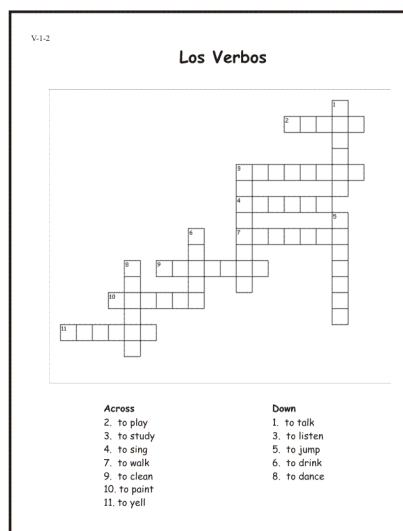 V-1-2
Los Verbos
1
2
3
4
5
6
7
8
9
10
11
Across
2. to play
3. to study
4. to sing
7. to walk
9. to clean
10. to paint
11. to yell
Down
1. to talk
3. to listen
5. to jump
6. to drink
8. to dance